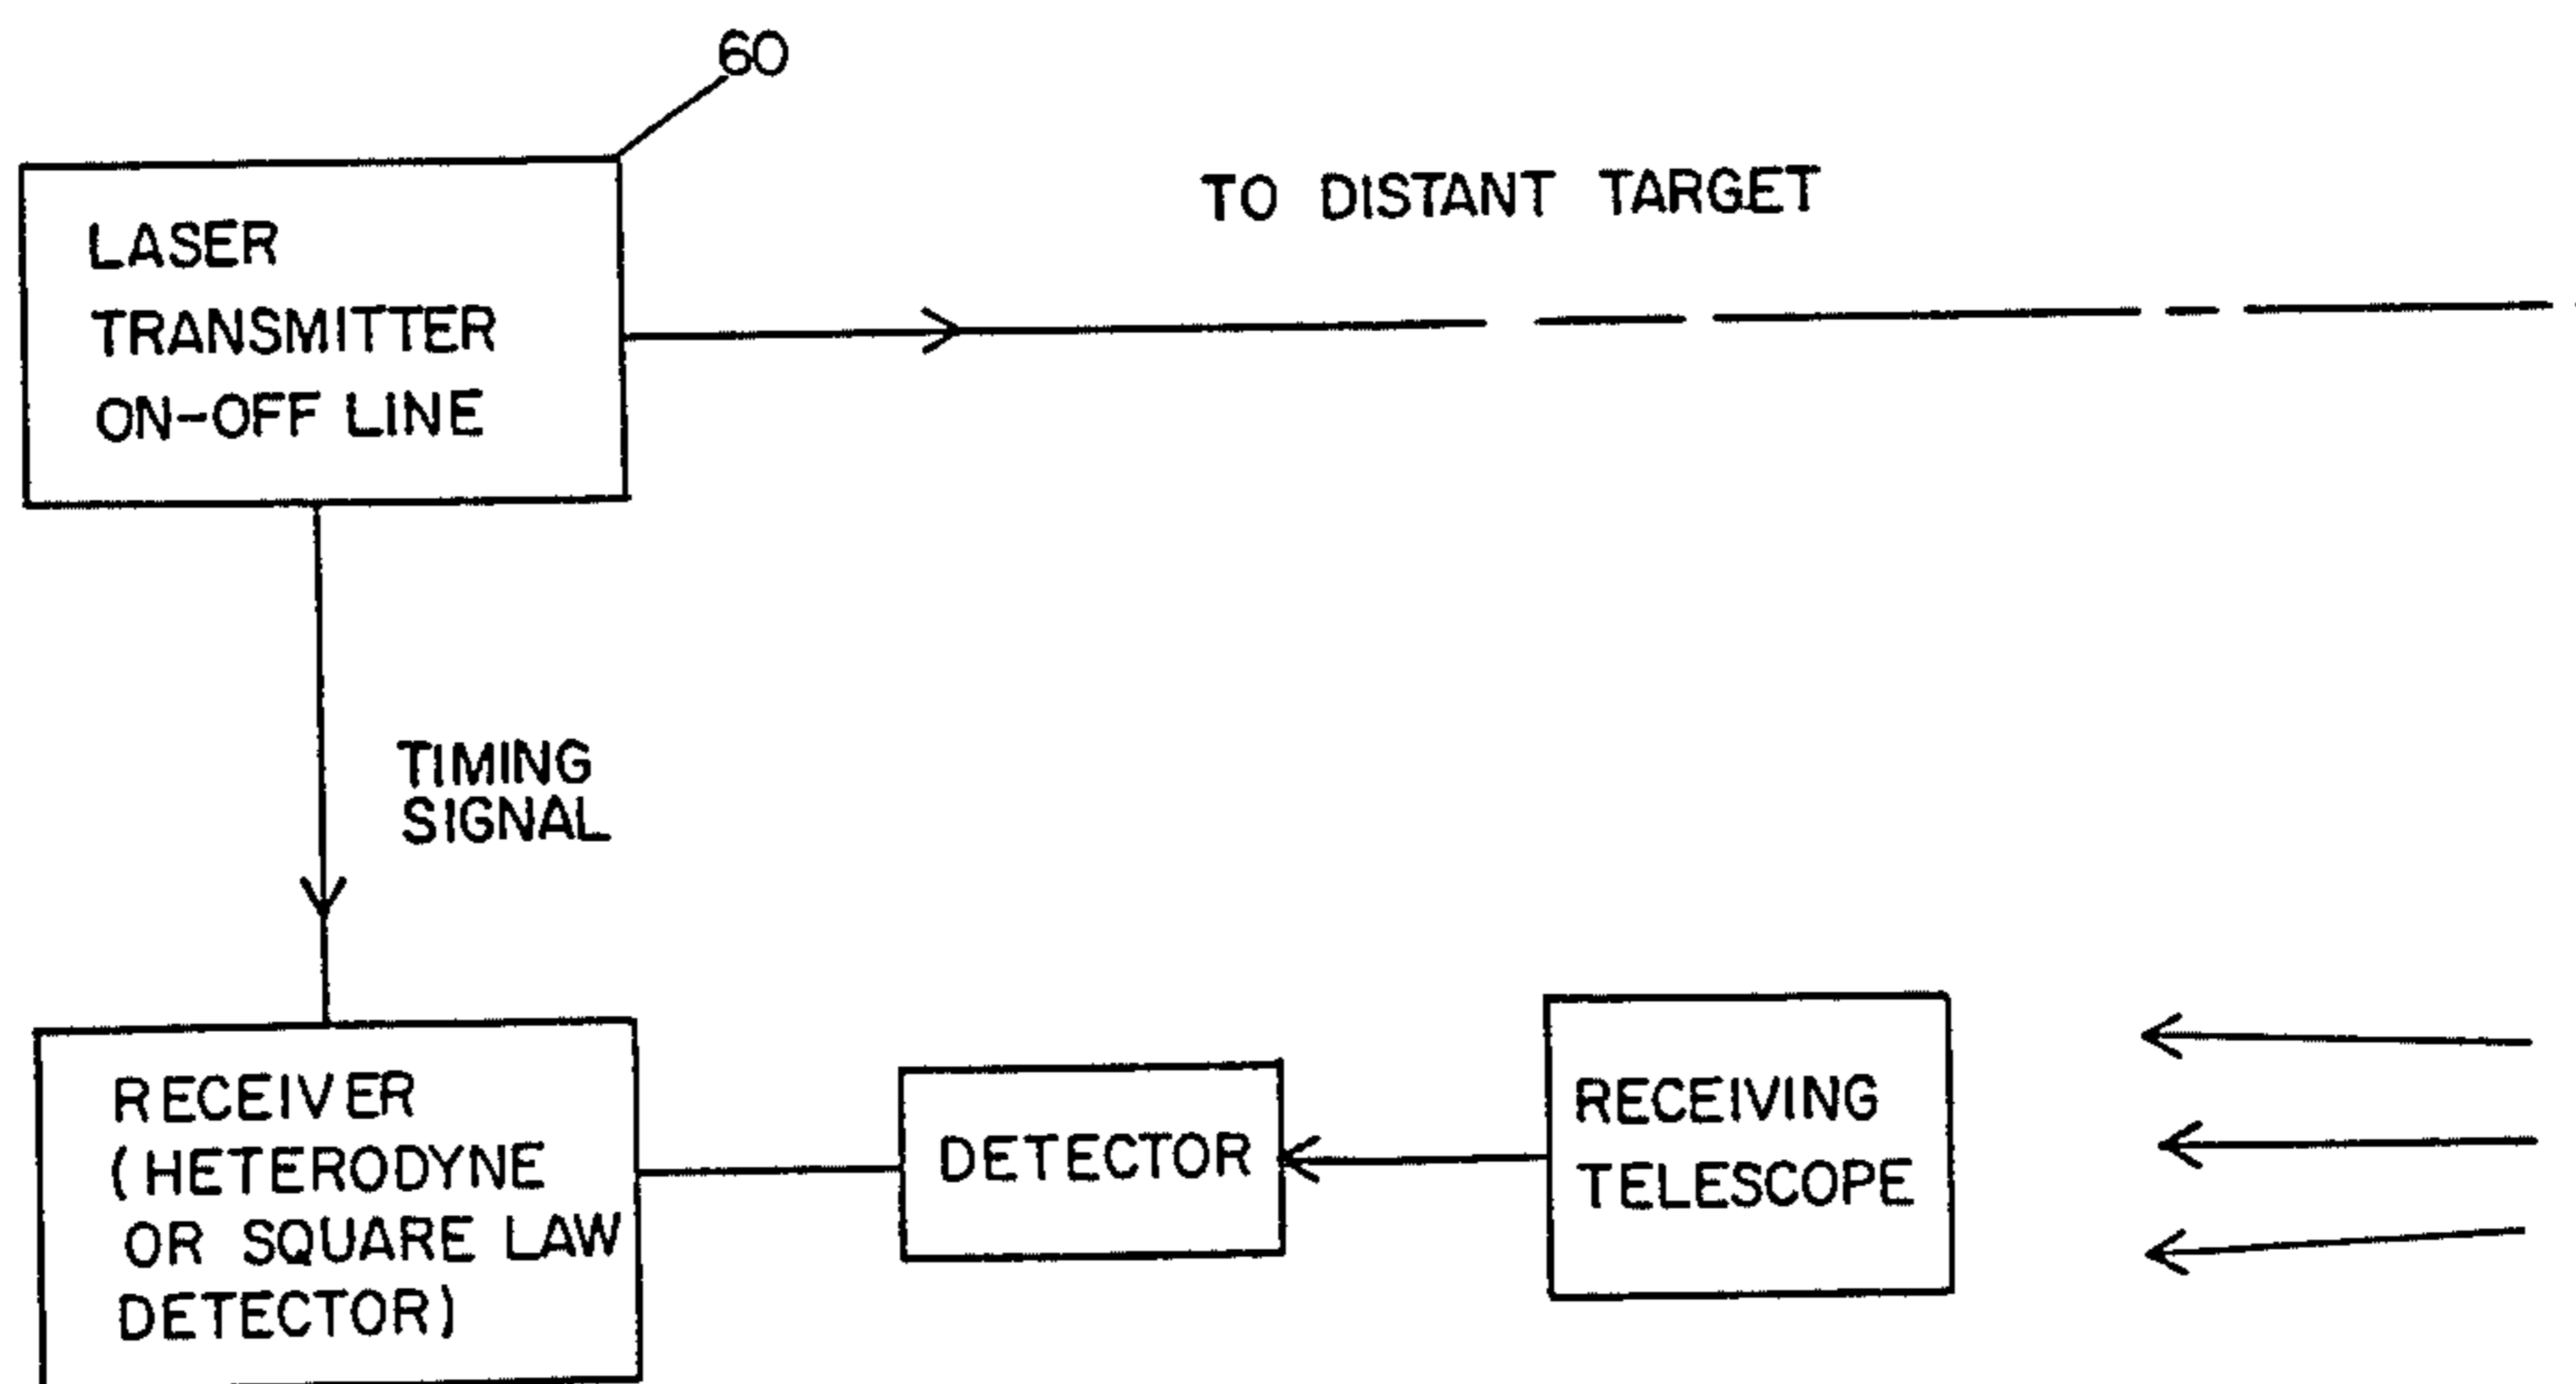 60
LASER
TRANSMITTER
ON-OFF LINE
TO DISTANT TARGET
TIMING
SIGNAL
RECEIVER
(HETERODYNE
OR SQUARE LAW
DETECTOR)
DETECTOR
RECEIVING
TELESCOPE